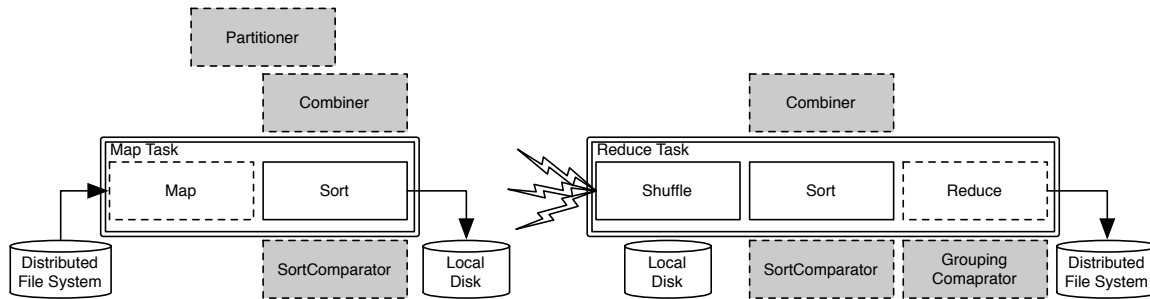 Partitioner
Combiner
Combiner
Map Task
Reduce Task
Map
Sort
Shuffle
Sort
Reduce
Distributed
File System
SortComparator
Local
Disk
Local
Disk
SortComparator
Grouping
Comaprator
Distributed
File System